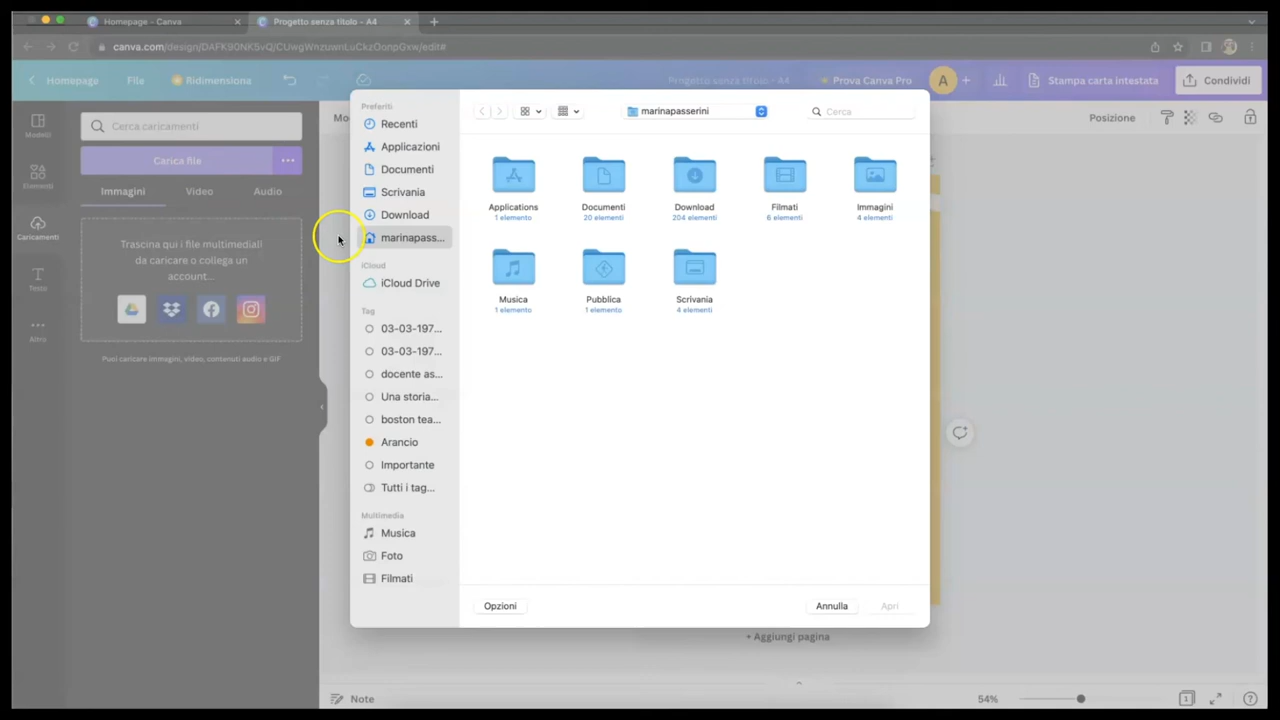 Homepage - Canva
Progetto senza titolo - A4
canva.com/design/DAFK90NK5vQ/CUwgWnzuwnLuCkzOonpGxw/edit#
Homepage
File
Ridimensiona
Progetto senza titolo - A4
Prova Canva Pro
A
Stampa carta intestata
Condividi
Modelli
Elementi
Caricamenti
Testo
Altro
Cerca caricamenti
Carica file
Immagini
Video
Audio
Trascina qui i file multimediali
da caricare o collega un
account...
Puoi caricare immagini, video, contenuti audio e GIF
Posizione
Preferiti
Recenti
Applicazioni
Documenti
Scrivania
Download
marinapass...
iCloud
iCloud Drive
Tag
03-03-197...
03-03-197...
docente as...
Una storia...
boston tea...
Arancio
Importante
Tutti i tag...
Multimedia
Musica
Foto
Filmati
marinapasserini
Cerca
Applications
1 elemento
Documenti
20 elementi
Download
204 elementi
Filmati
6 elementi
Immagini
4 elementi
Musica
1 elemento
Pubblica
1 elemento
Scrivania
4 elementi
Opzioni
Annulla
Apri
+ Aggiungi pagina
Note
54%
1